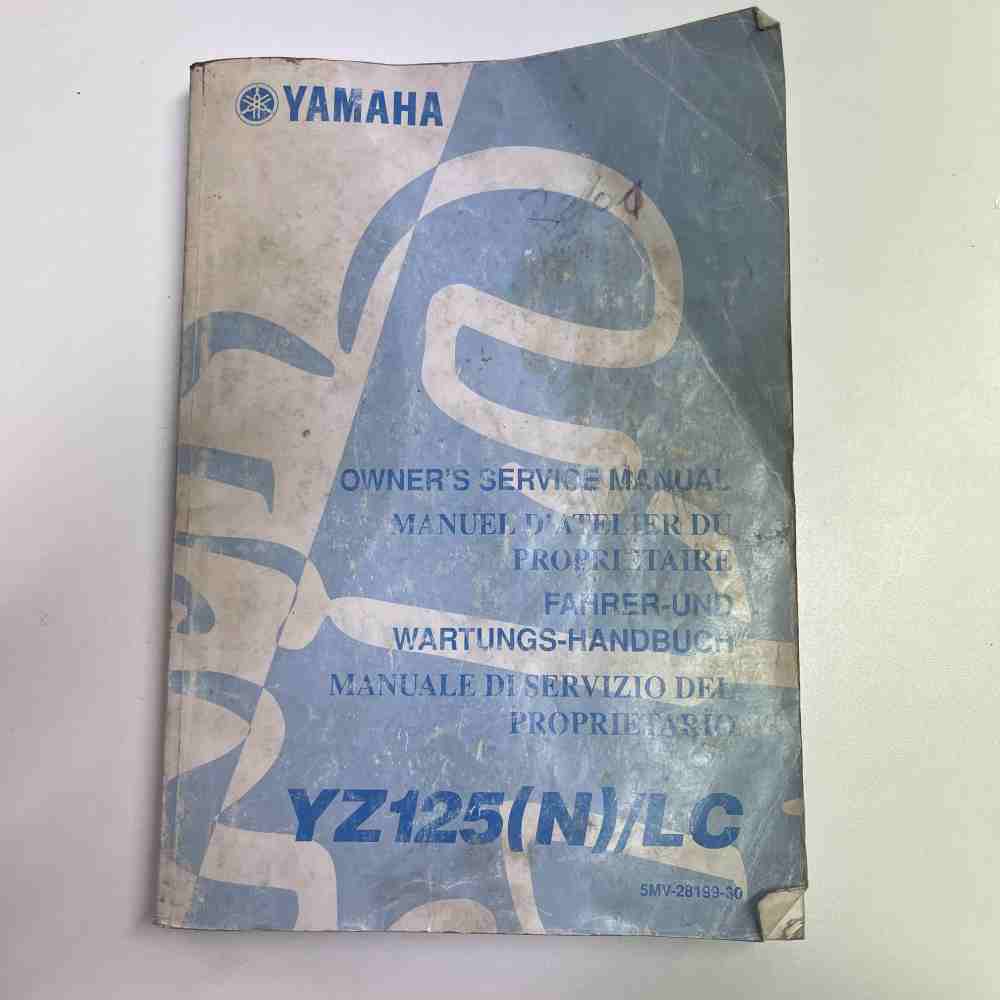 YAMAHA
OWNER'S SERVICE MANUAL
MANUEL D'ATELIER DU
PROPRIETAIRE
FAHRER-UND
WARTUNGS-HANDBUCH
MANUALE DI SERVIZIO DEL
PROPRIETARIO
YZ125(N)/LC
5MV-28199-30